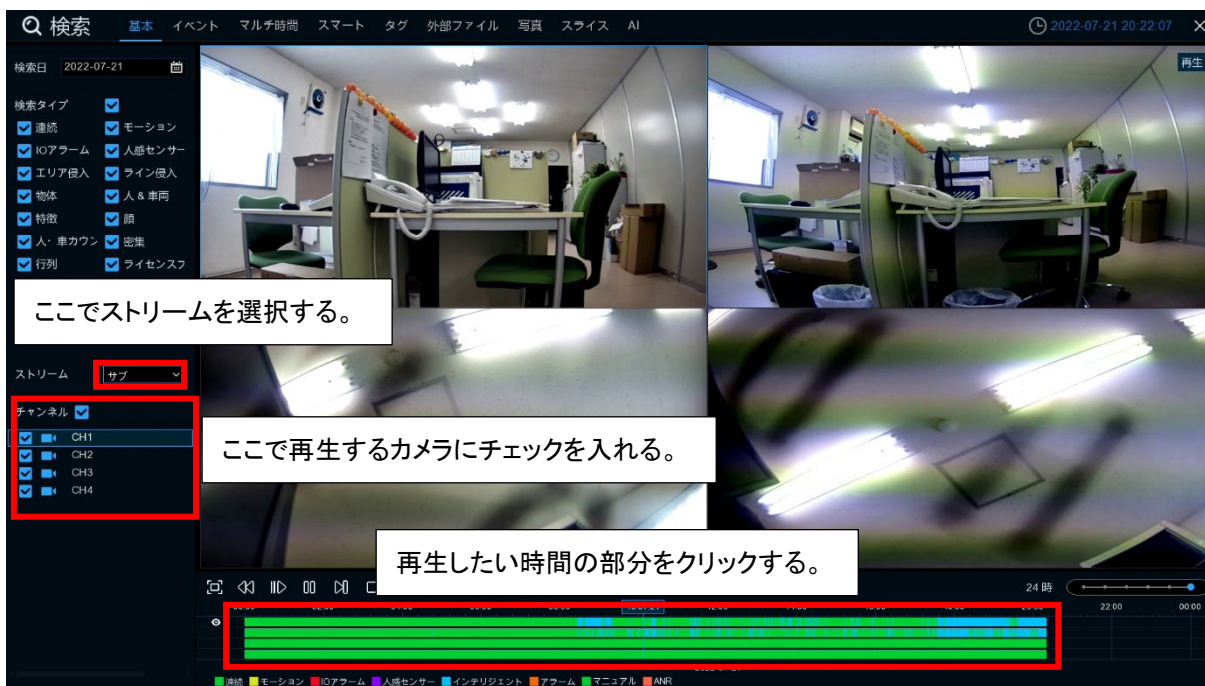 検索 基本 イベント マルチ時間 スマート タグ 外部ファイル 写真 スライス AI 2022-07-21 20:22:07
検索日 2022-07-21
再生
検索タイプ
連続 モーション
IOアラーム 人感センサー
エリア侵入 ライン侵入
物体 人 & 車両
特徴 顔
人・車カウン 密集
行列 ライセンスプ
ここでストリームを選択する。
ストリーム サブ
チャンネル
CH1
CH2
CH3
CH4
ここで再生するカメラにチェックを入れる。
再生したい時間の部分をクリックする。
24 時
22:00 00:00
連続 モーション IOアラーム 人感センサー インテリジェント アラーム マニュアル ANR